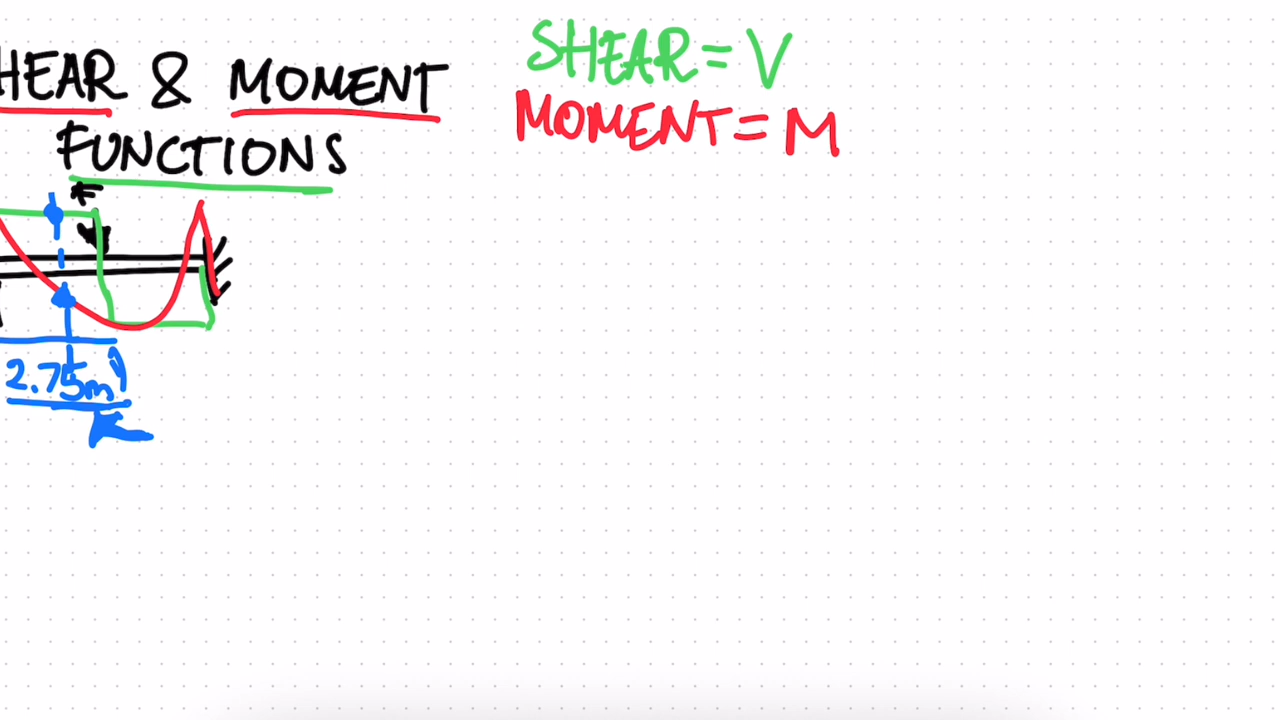 HEAR & MOMENT
FUNCTIONS
SHEAR = V
MOMENT = M
2.75m